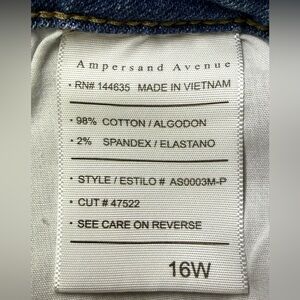 Ampersand Avenue
• RN# 144635 MADE IN VIETNAM
• 98% COTTON / ALGODON
• 2% SPANDEX / ELASTANO
• STYLE / ESTILO # AS0003M-P
• CUT # 47522
• SEE CARE ON REVERSE
16W